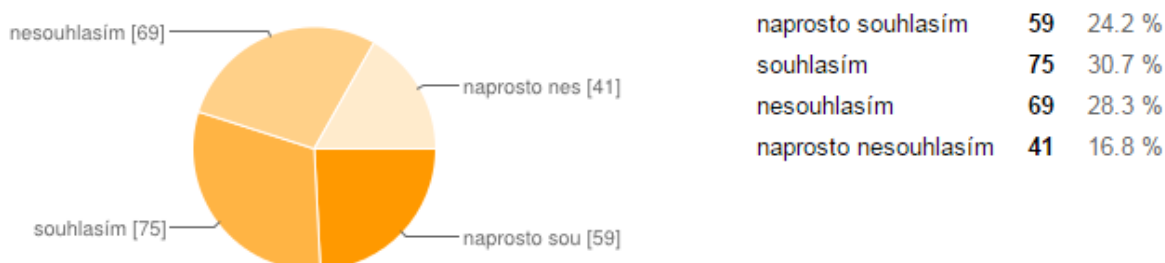 nesouhlasím [69]
naprosto nes [41]
souhlasím [75]
naprosto sou [59]
naprosto souhlasím 59 24.2 %
souhlasím 75 30.7 %
nesouhlasím 69 28.3 %
naprosto nesouhlasím 41 16.8 %